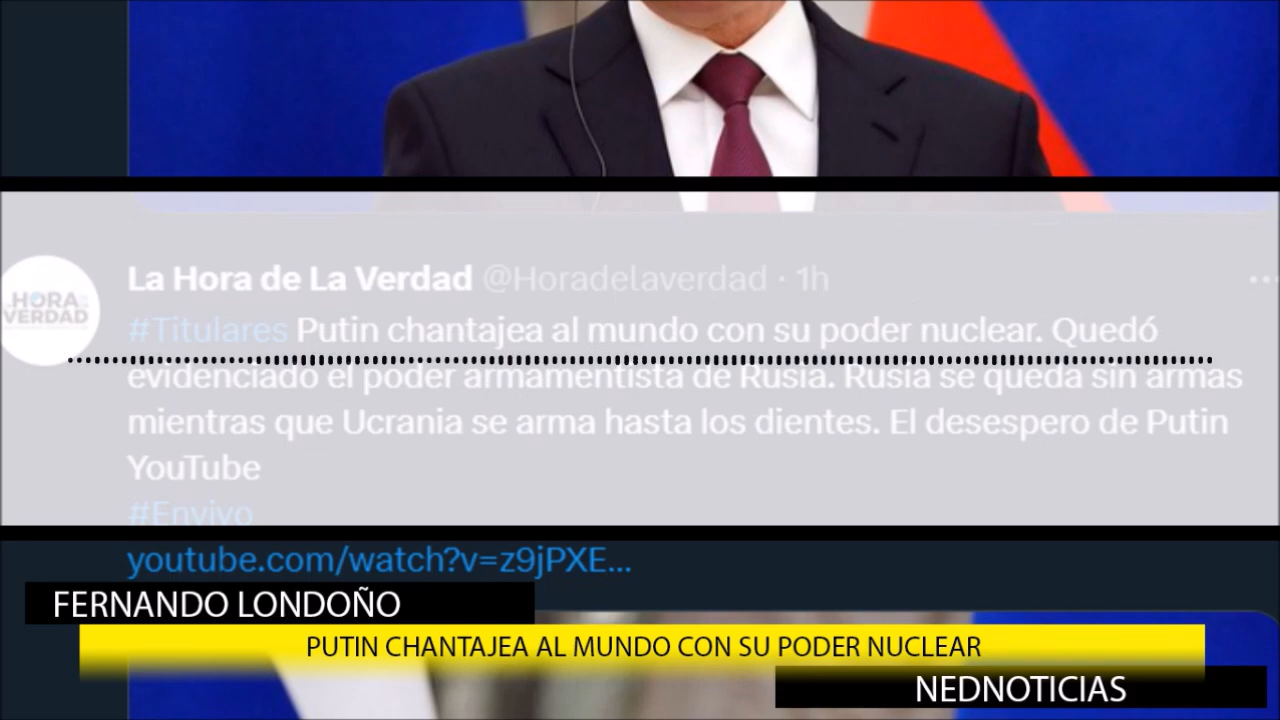 La Hora de La Verdad @Horadelaverdad · 1h
HORA
VERDAD
#Titulares Putin chantajea al mundo con su poder nuclear. Quedó
evidenciado el poder armamentista de Rusia. Rusia se queda sin armas
mientras que Ucrania se arma hasta los dientes. El desespero de Putin
YouTube
#Envivo
youtube.com/watch?v=z9jPXE...
FERNANDO LONDOÑO
PUTIN CHANTAJEA AL MUNDO CON SU PODER NUCLEAR
NEDNOTICIAS